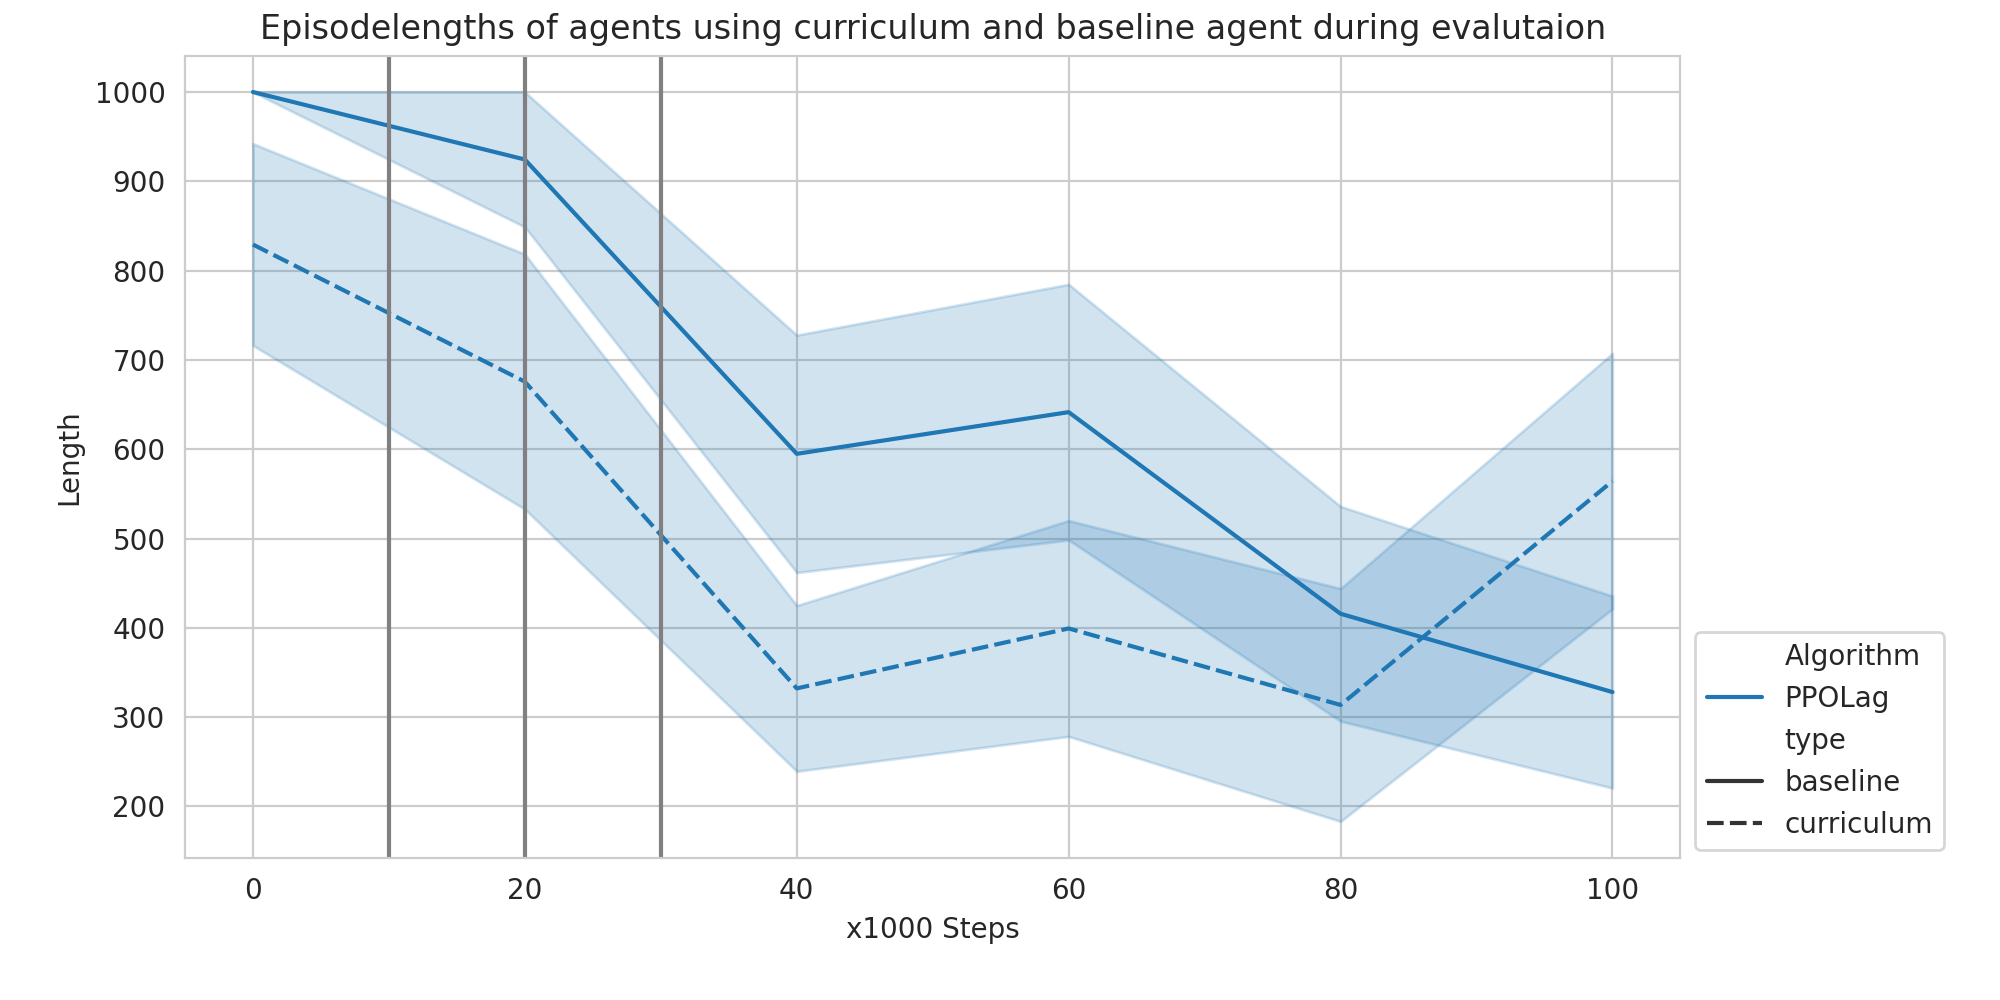 Episodelengths of agents using curriculum and baseline agent during evalutaion
1000
900
800
700
600
500
400
300
200
Length
0 20 40 60 80 100
x1000 Steps
Algorithm
PPOLag
type
baseline
curriculum